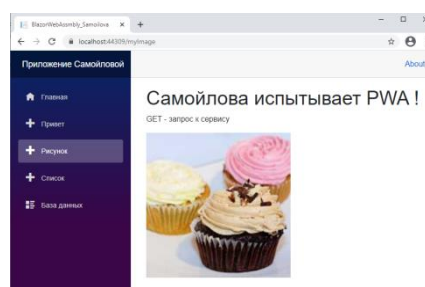 BlazorWebAssembly_Samoilova
localhost:44309/myimage
Приложение Самойловой
About
Главная
Привет
Рисунок
Список
База данных
Самойлова испытывает PWA !
GET - запрос к сервису